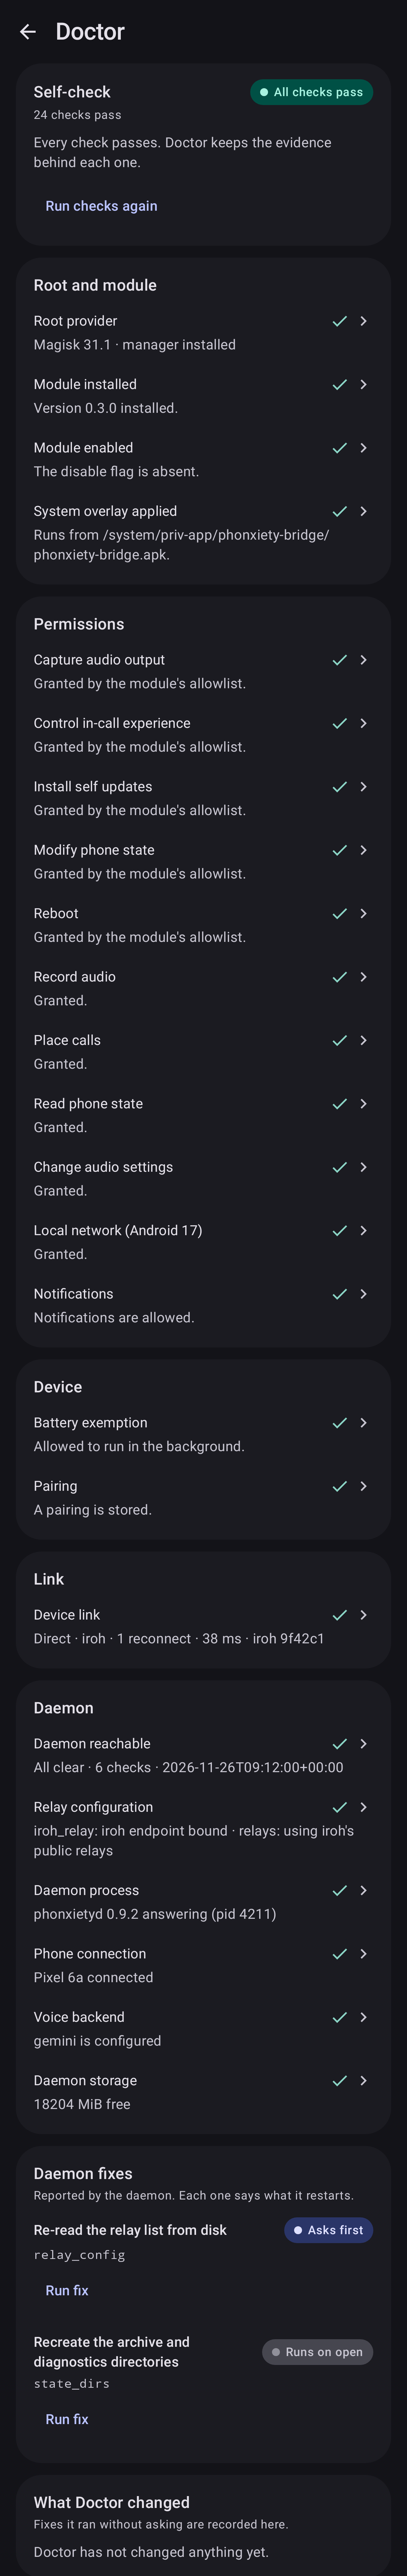 Doctor
Self-check
All checks pass
24 checks pass
Every check passes. Doctor keeps the evidence
behind each one.
Run checks again
Root and module
Root provider
Magisk 31.1 · manager installed
Module installed
Version 0.3.0 installed.
Module enabled
The disable flag is absent.
System overlay applied
Runs from /system/priv-app/phonxiety-bridge/
phonxiety-bridge.apk.
Permissions
Capture audio output
Granted by the module's allowlist.
Control in-call experience
Granted by the module's allowlist.
Install self updates
Granted by the module's allowlist.
Modify phone state
Granted by the module's allowlist.
Reboot
Granted by the module's allowlist.
Record audio
Granted.
Place calls
Granted.
Read phone state
Granted.
Change audio settings
Granted.
Local network (Android 17)
Granted.
Notifications
Notifications are allowed.
Device
Battery exemption
Allowed to run in the background.
Pairing
A pairing is stored.
Link
Device link
Direct · iroh · 1 reconnect · 38 ms · iroh 9f42c1
Daemon
Daemon reachable
All clear · 6 checks · 2026-11-26T09:12:00+00:00
Relay configuration
iroh_relay: iroh endpoint bound · relays: using iroh's
public relays
Daemon process
phonxietyd 0.9.2 answering (pid 4211)
Phone connection
Pixel 6a connected
Voice backend
gemini is configured
Daemon storage
18204 MiB free
Daemon fixes
Reported by the daemon. Each one says what it restarts.
Re-read the relay list from disk
Asks first
relay_config
Run fix
Recreate the archive and
diagnostics directories
Runs on open
state_dirs
Run fix
What Doctor changed
Fixes it ran without asking are recorded here.
Doctor has not changed anything yet.